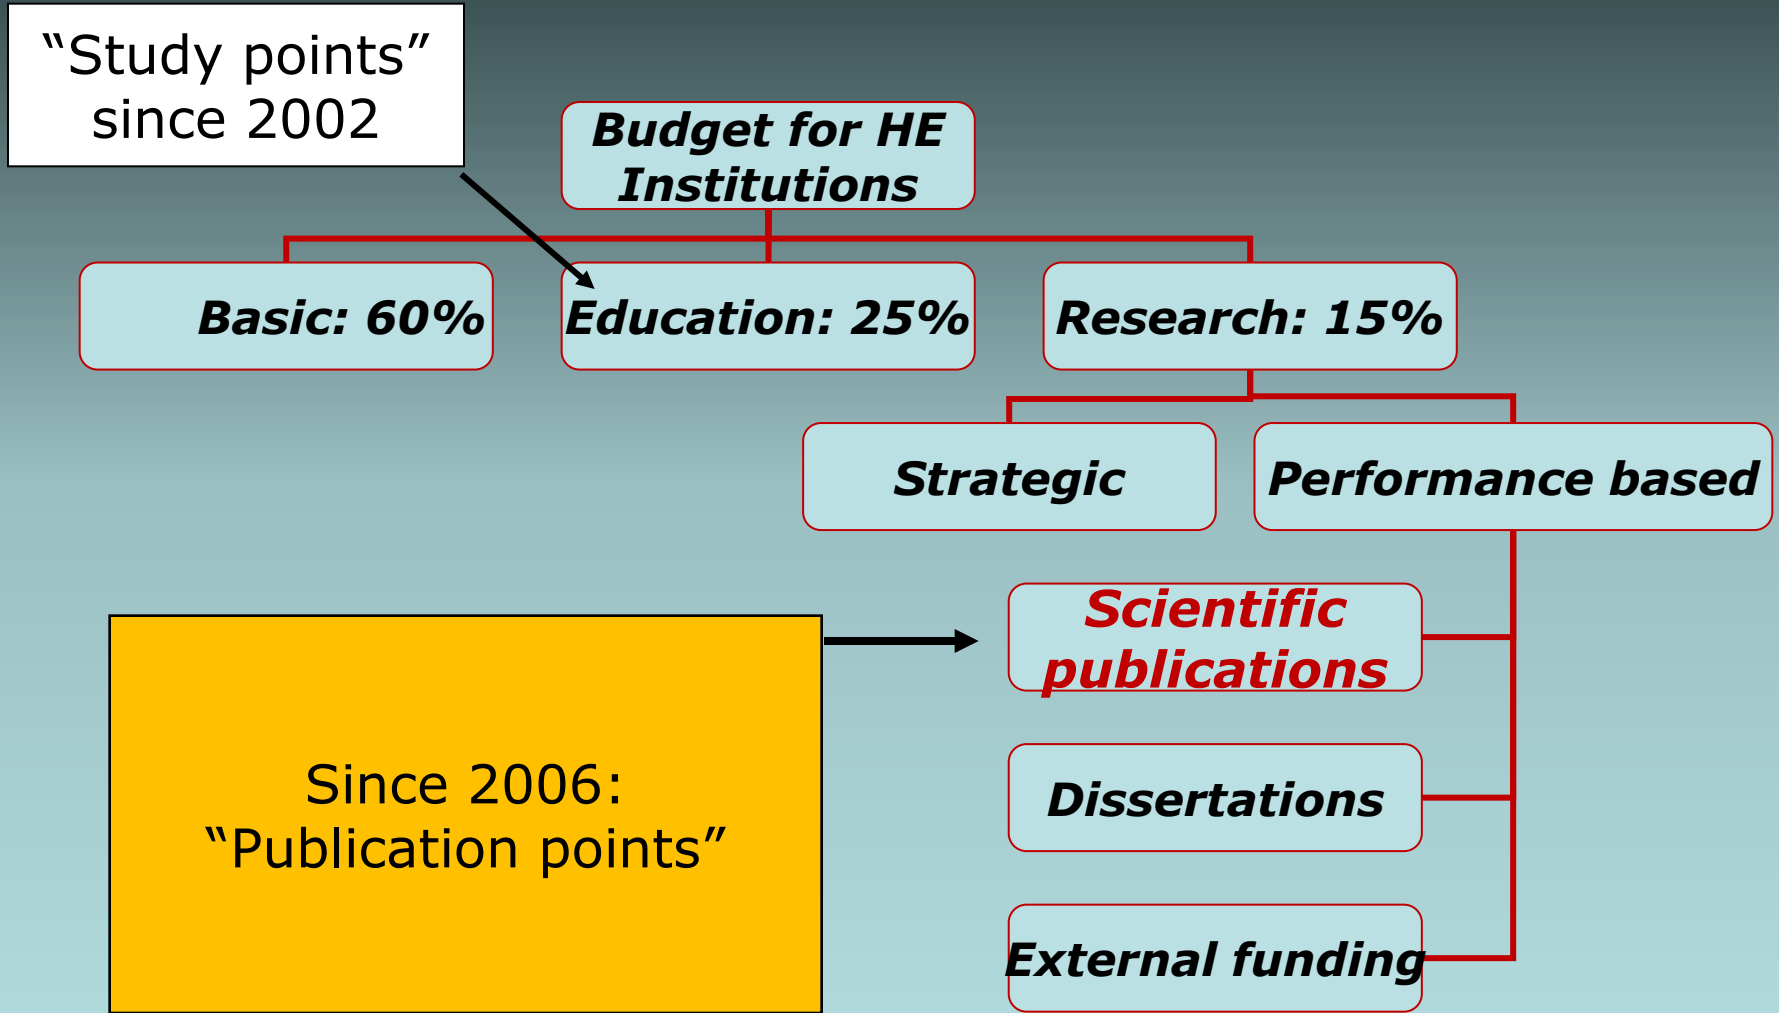 “Study points”
since 2002
Budget for HE
Institutions
Basic: 60%
Education: 25%
Research: 15%
Strategic
Performance based
Scientific
publications
Since 2006:
“Publication points”
Dissertations
External funding